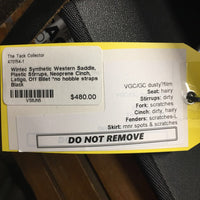 The Tack Collector
Wintec Synthetic Western Saddle,
Plastic Stirrups, Neoprene Cinch,
Latigo, Off Billet *no hobble straps
Black
$480.00
VGC/GC dusty?film
Seat: hairy
Stirrups: dirty
Fork: scratches
Cinch: dirty, hairy
Fenders: scratches-L
Skirt: mnr spots & scratches
DO NOT REMOVE